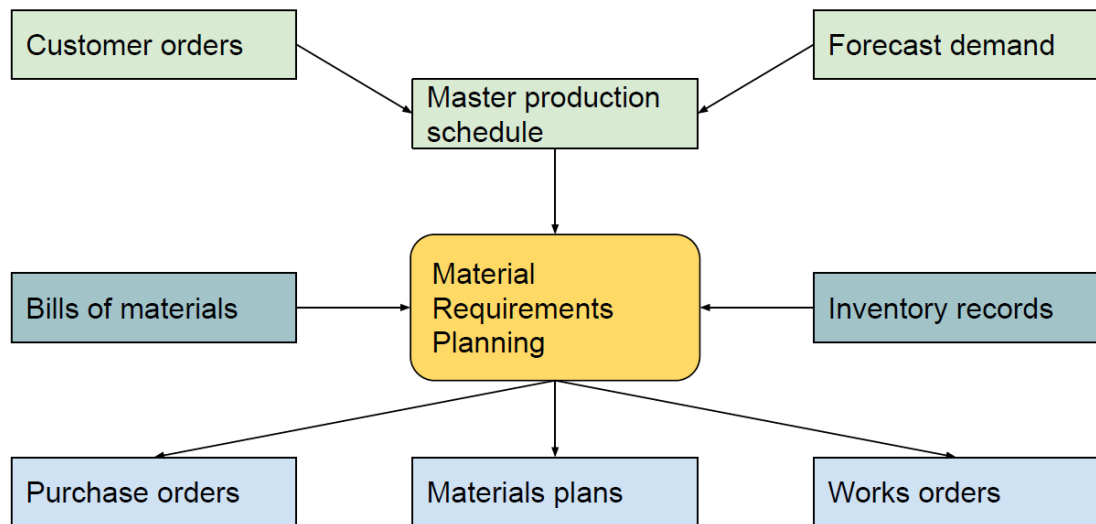 Customer orders
Forecast demand
Master production
schedule
Bills of materials
Material
Requirements
Planning
Inventory records
Purchase orders
Materials plans
Works orders